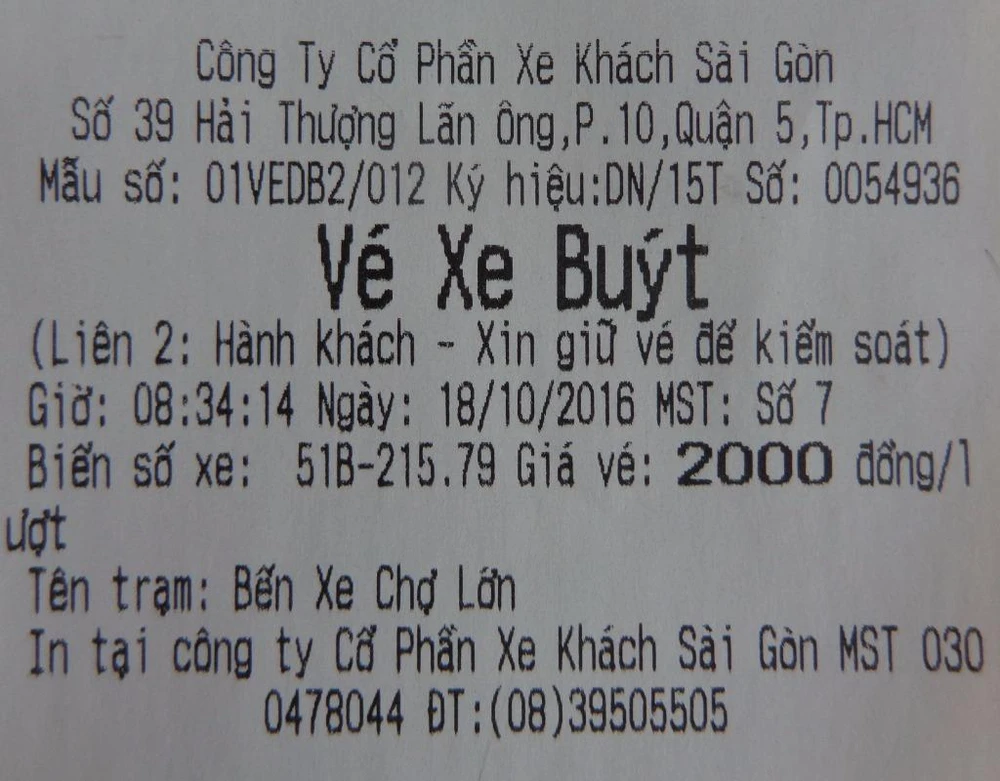 Công Ty Cổ Phần Xe Khách Sài Gòn
Số 39 Hải Thượng Lãn ông,P.10,Quận 5,Tp.HCM
Mẫu số: 01VEDB2/012 Ký hiệu:DN/15T Số: 0054936
Vé Xe Buýt
(Liên 2: Hành khách - Xin giữ vé để kiểm soát)
Giờ: 08:34:14 Ngày: 18/10/2016 MST: Số 7
Biển số xe: 51B-215.79 Giá vé: 2000 đồng/l
ượt
Tên trạm: Bến Xe Chợ Lớn
In tại công ty Cổ Phần Xe Khách Sài Gòn MST 030
0478044 ĐT:(08)39505505